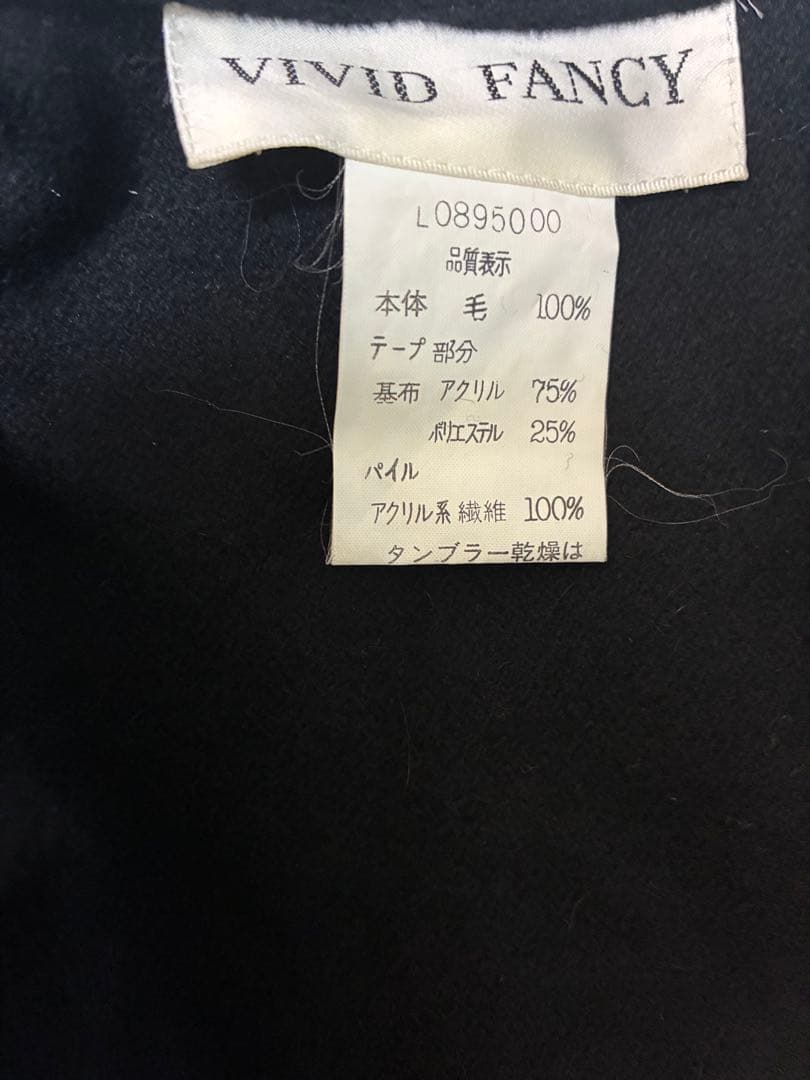 VIVID FANCY
L0895000
品質表示
本体 毛 100%
テープ部分
基布 アクリル 75%
ポリエステル 25%
パイル
アクリル系繊維 100%
タンブラー乾燥は